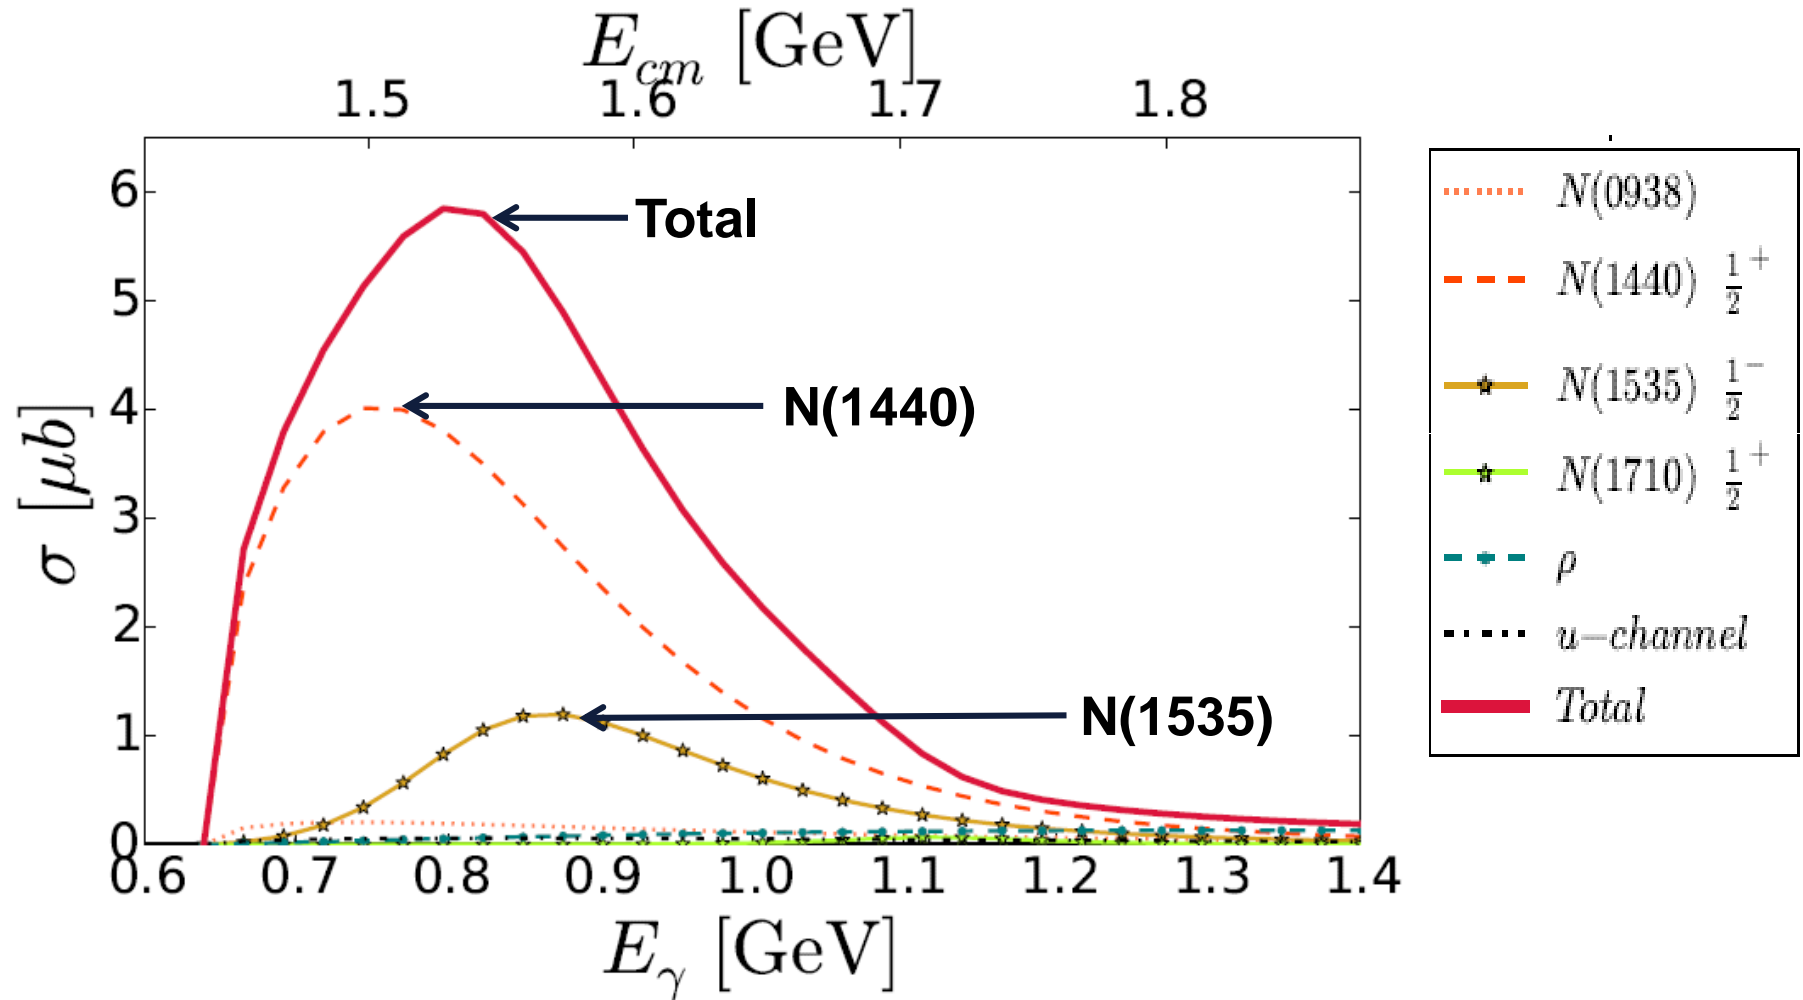 E_cm [GeV]
1.5 1.6 1.7 1.8
6
5
4
3
2
1
0
σ [μb]
Total
N(1440)
N(1535)
0.6 0.7 0.8 0.9 1.0 1.1 1.2 1.3 1.4
E_γ [GeV]
N(0938)
N(1440) 1/2^+
N(1535) 1/2^-
N(1710) 1/2^+
ρ
u−channel
Total